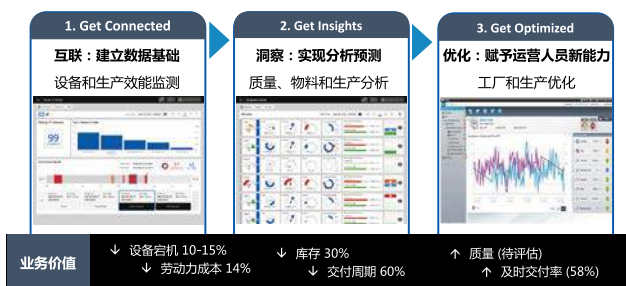 1. Get Connected
互联：建立数据基础
设备和生产效能监测
99
2. Get Insights
洞察：实现分析预测
质量、物料和生产分析
3. Get Optimized
优化：赋予运营人员新能力
工厂和生产优化
业务价值
↓ 设备宕机 10-15%
↓ 劳动力成本 14%
↓ 库存 30%
↓ 交付周期 60%
↑ 质量 (待评估)
↑ 及时交付率 (58%)